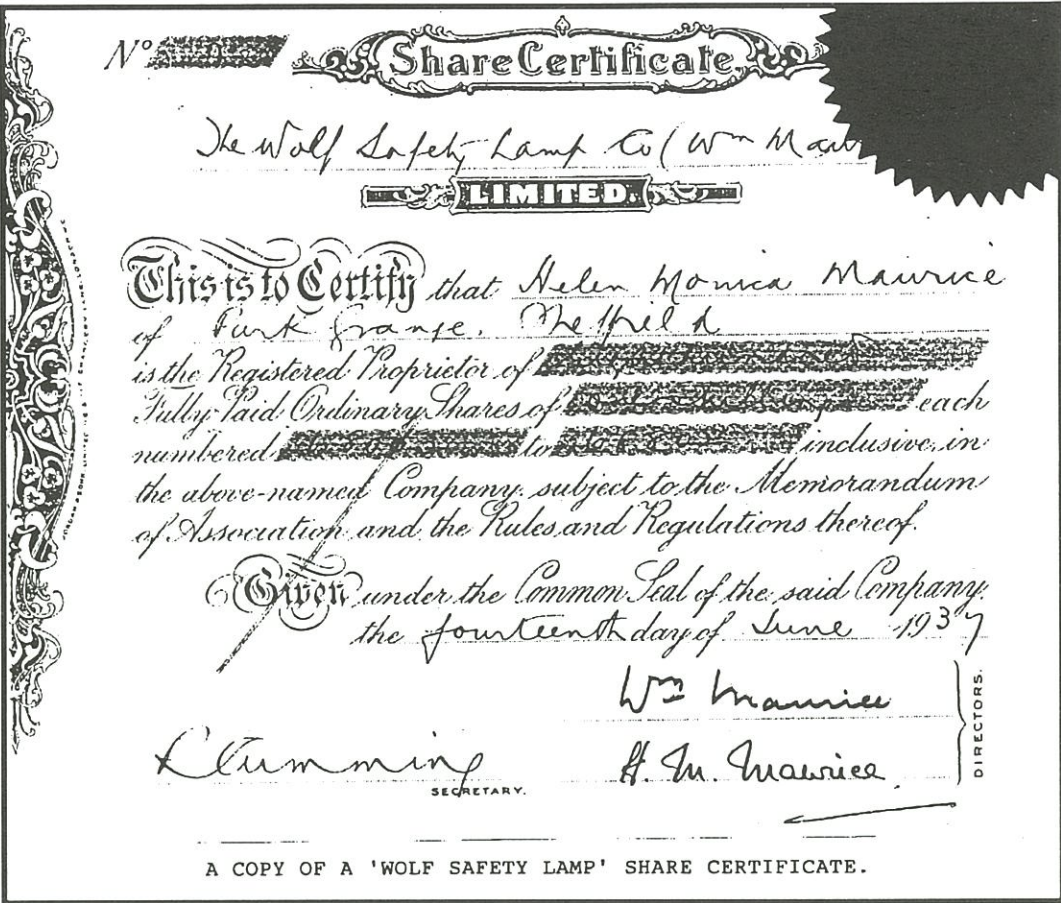 No
Share Certificate
The Wolf Safety Lamp Co (Wm Mau
LIMITED.
This is to Certify that Helen Monica Maurice
of Grange, Sheffield
is the Registered Proprietor of
Fully Paid Ordinary Shares of each
numbered to inclusive, in
the above-named Company, subject to the Memorandum
of Association and the Rules and Regulations thereof.
Given under the Common Seal of the said Company,
the fourteenth day of June 1937
Wm Maurice
H. M. Maurice
DIRECTORS.
Cumming
SECRETARY.
A COPY OF A 'WOLF SAFETY LAMP' SHARE CERTIFICATE.